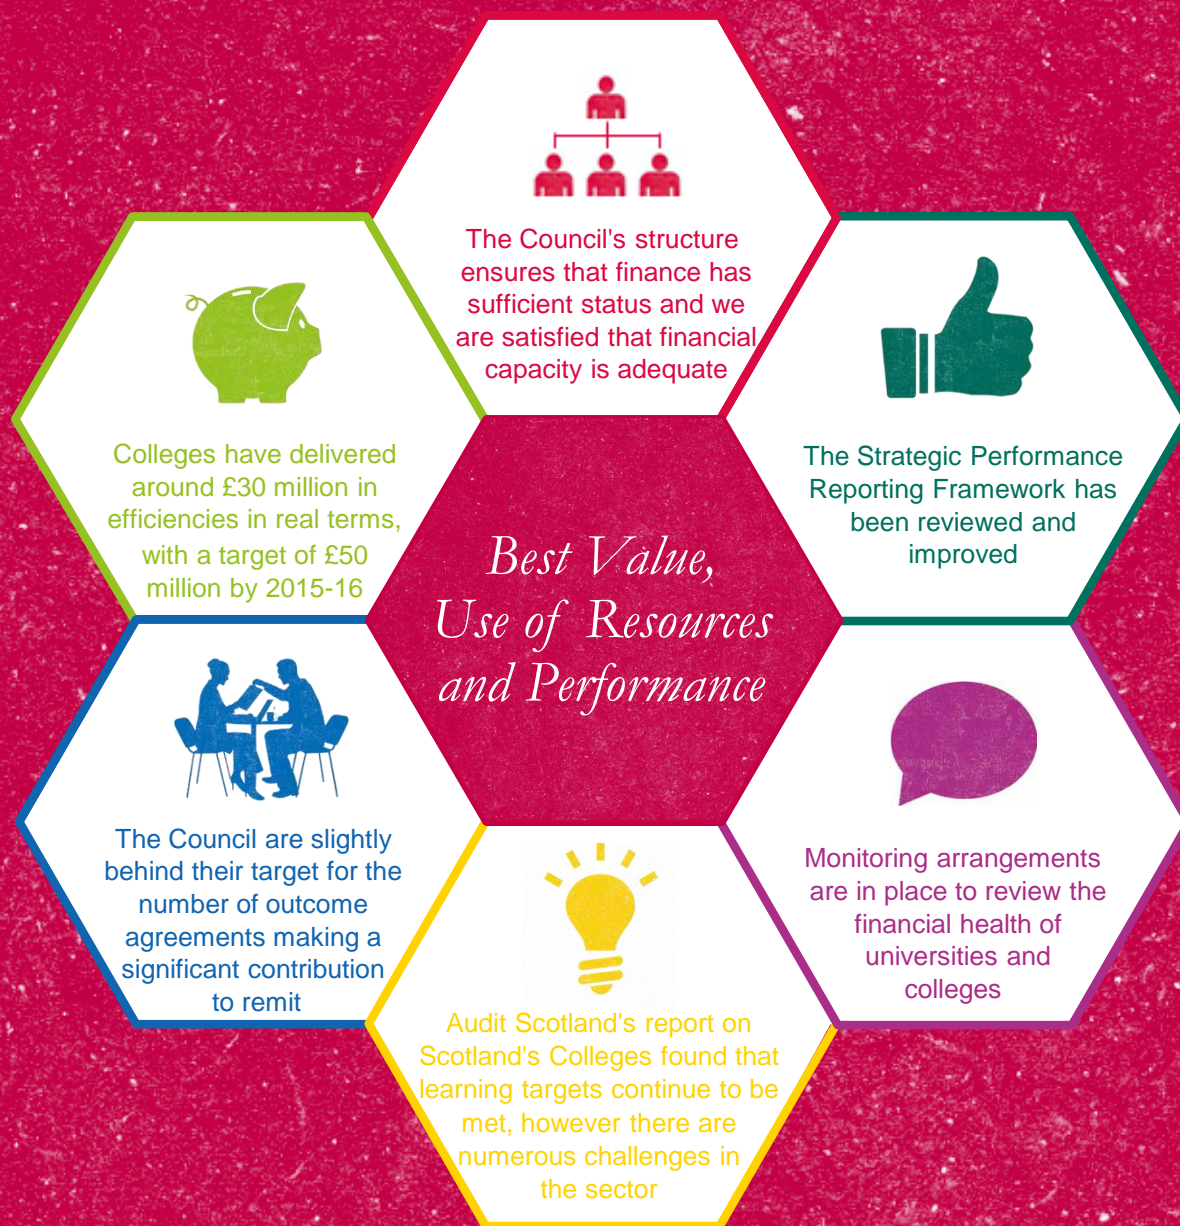 The Council's structure
ensures that finance has
sufficient status and we
are satisfied that financial
capacity is adequate
Colleges have delivered
around £30 million in
efficiencies in real terms,
with a target of £50
million by 2015-16
The Strategic Performance
Reporting Framework has
been reviewed and
improved
Best Value,
Use of Resources
and Performance
The Council are slightly
behind their target for the
number of outcome
agreements making a
significant contribution
to remit
Monitoring arrangements
are in place to review the
financial health of
universities and
colleges
Audit Scotland's report on
Scotland's Colleges found that
learning targets continue to be
met, however there are
numerous challenges in
the sector